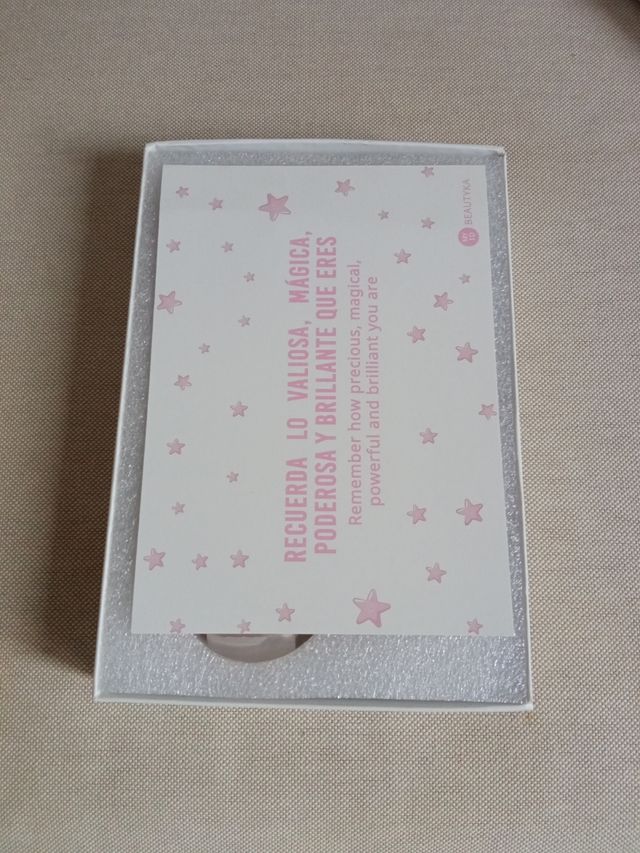 RECUERDA LO VALIOSA, MÁGICA,
PODEROSA Y BRILLANTE QUE ERES
Remember how precious, magical,
powerful and brilliant you are
BEAUTYKA